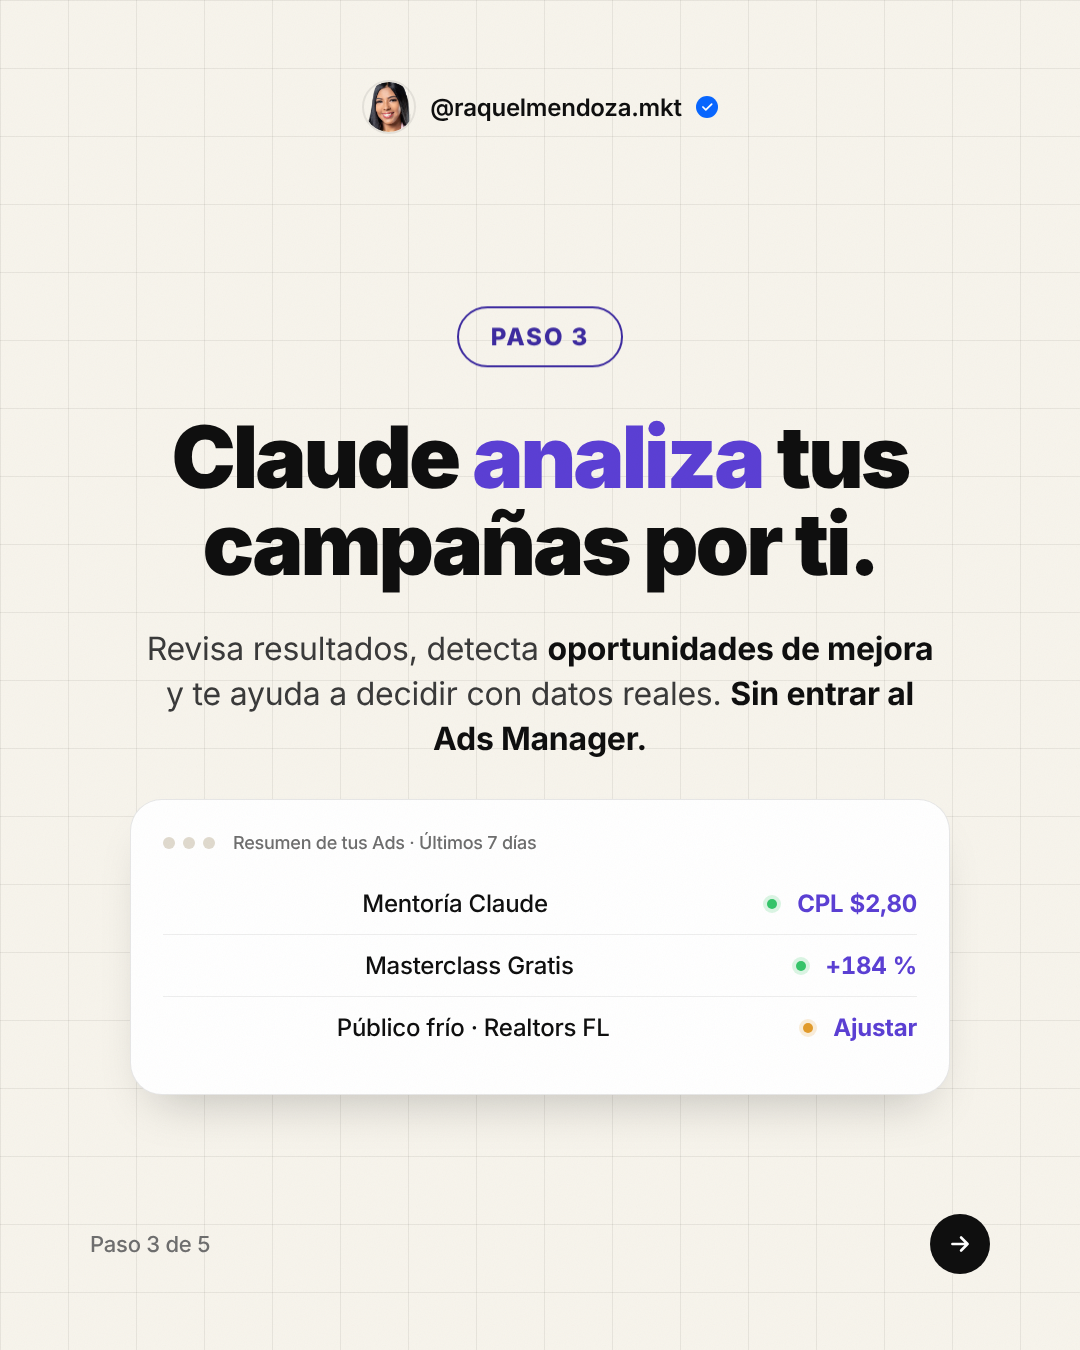 @raquelmendoza.mkt
PASO 3
Claude analiza tus
campañas por ti.
Revisa resultados, detecta oportunidades de mejora
y te ayuda a decidir con datos reales. Sin entrar al
Ads Manager.
Resumen de tus Ads · Últimos 7 días
Mentoría Claude CPL $2,80
Masterclass Gratis +184 %
Público frío · Realtors FL Ajustar
Paso 3 de 5